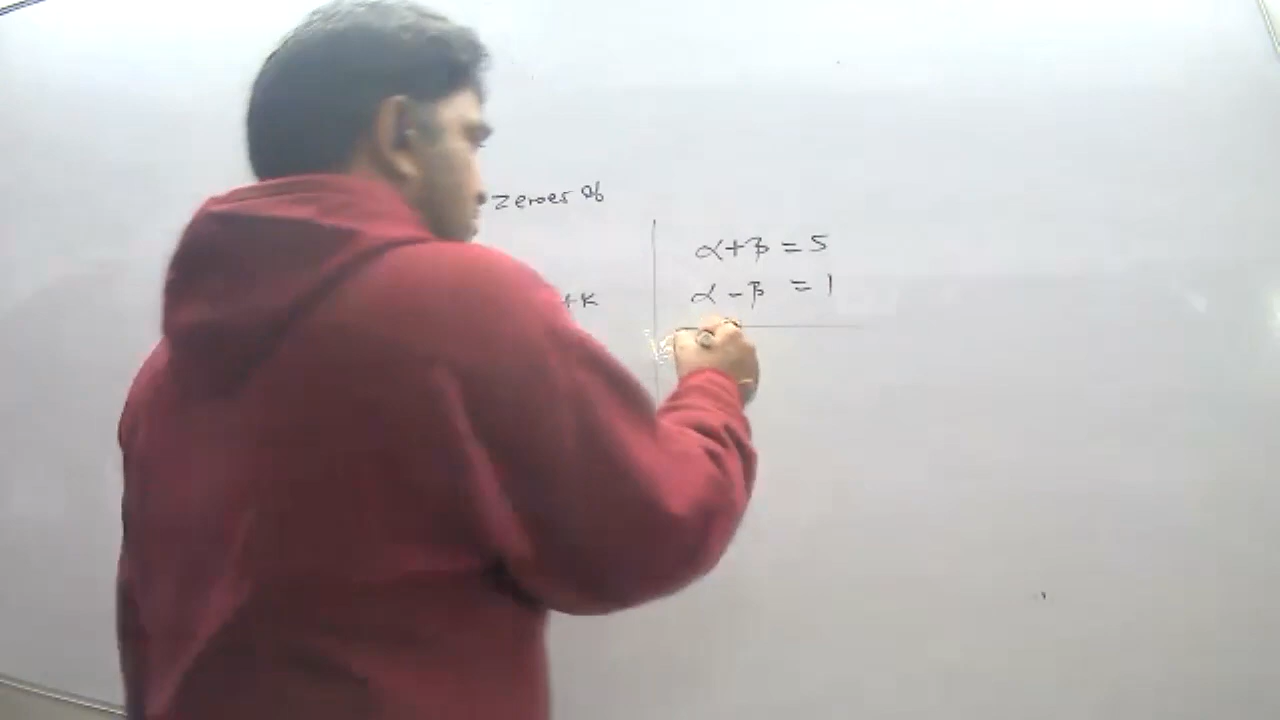 zeroes of
+k
α+β = 5
α-β = 1